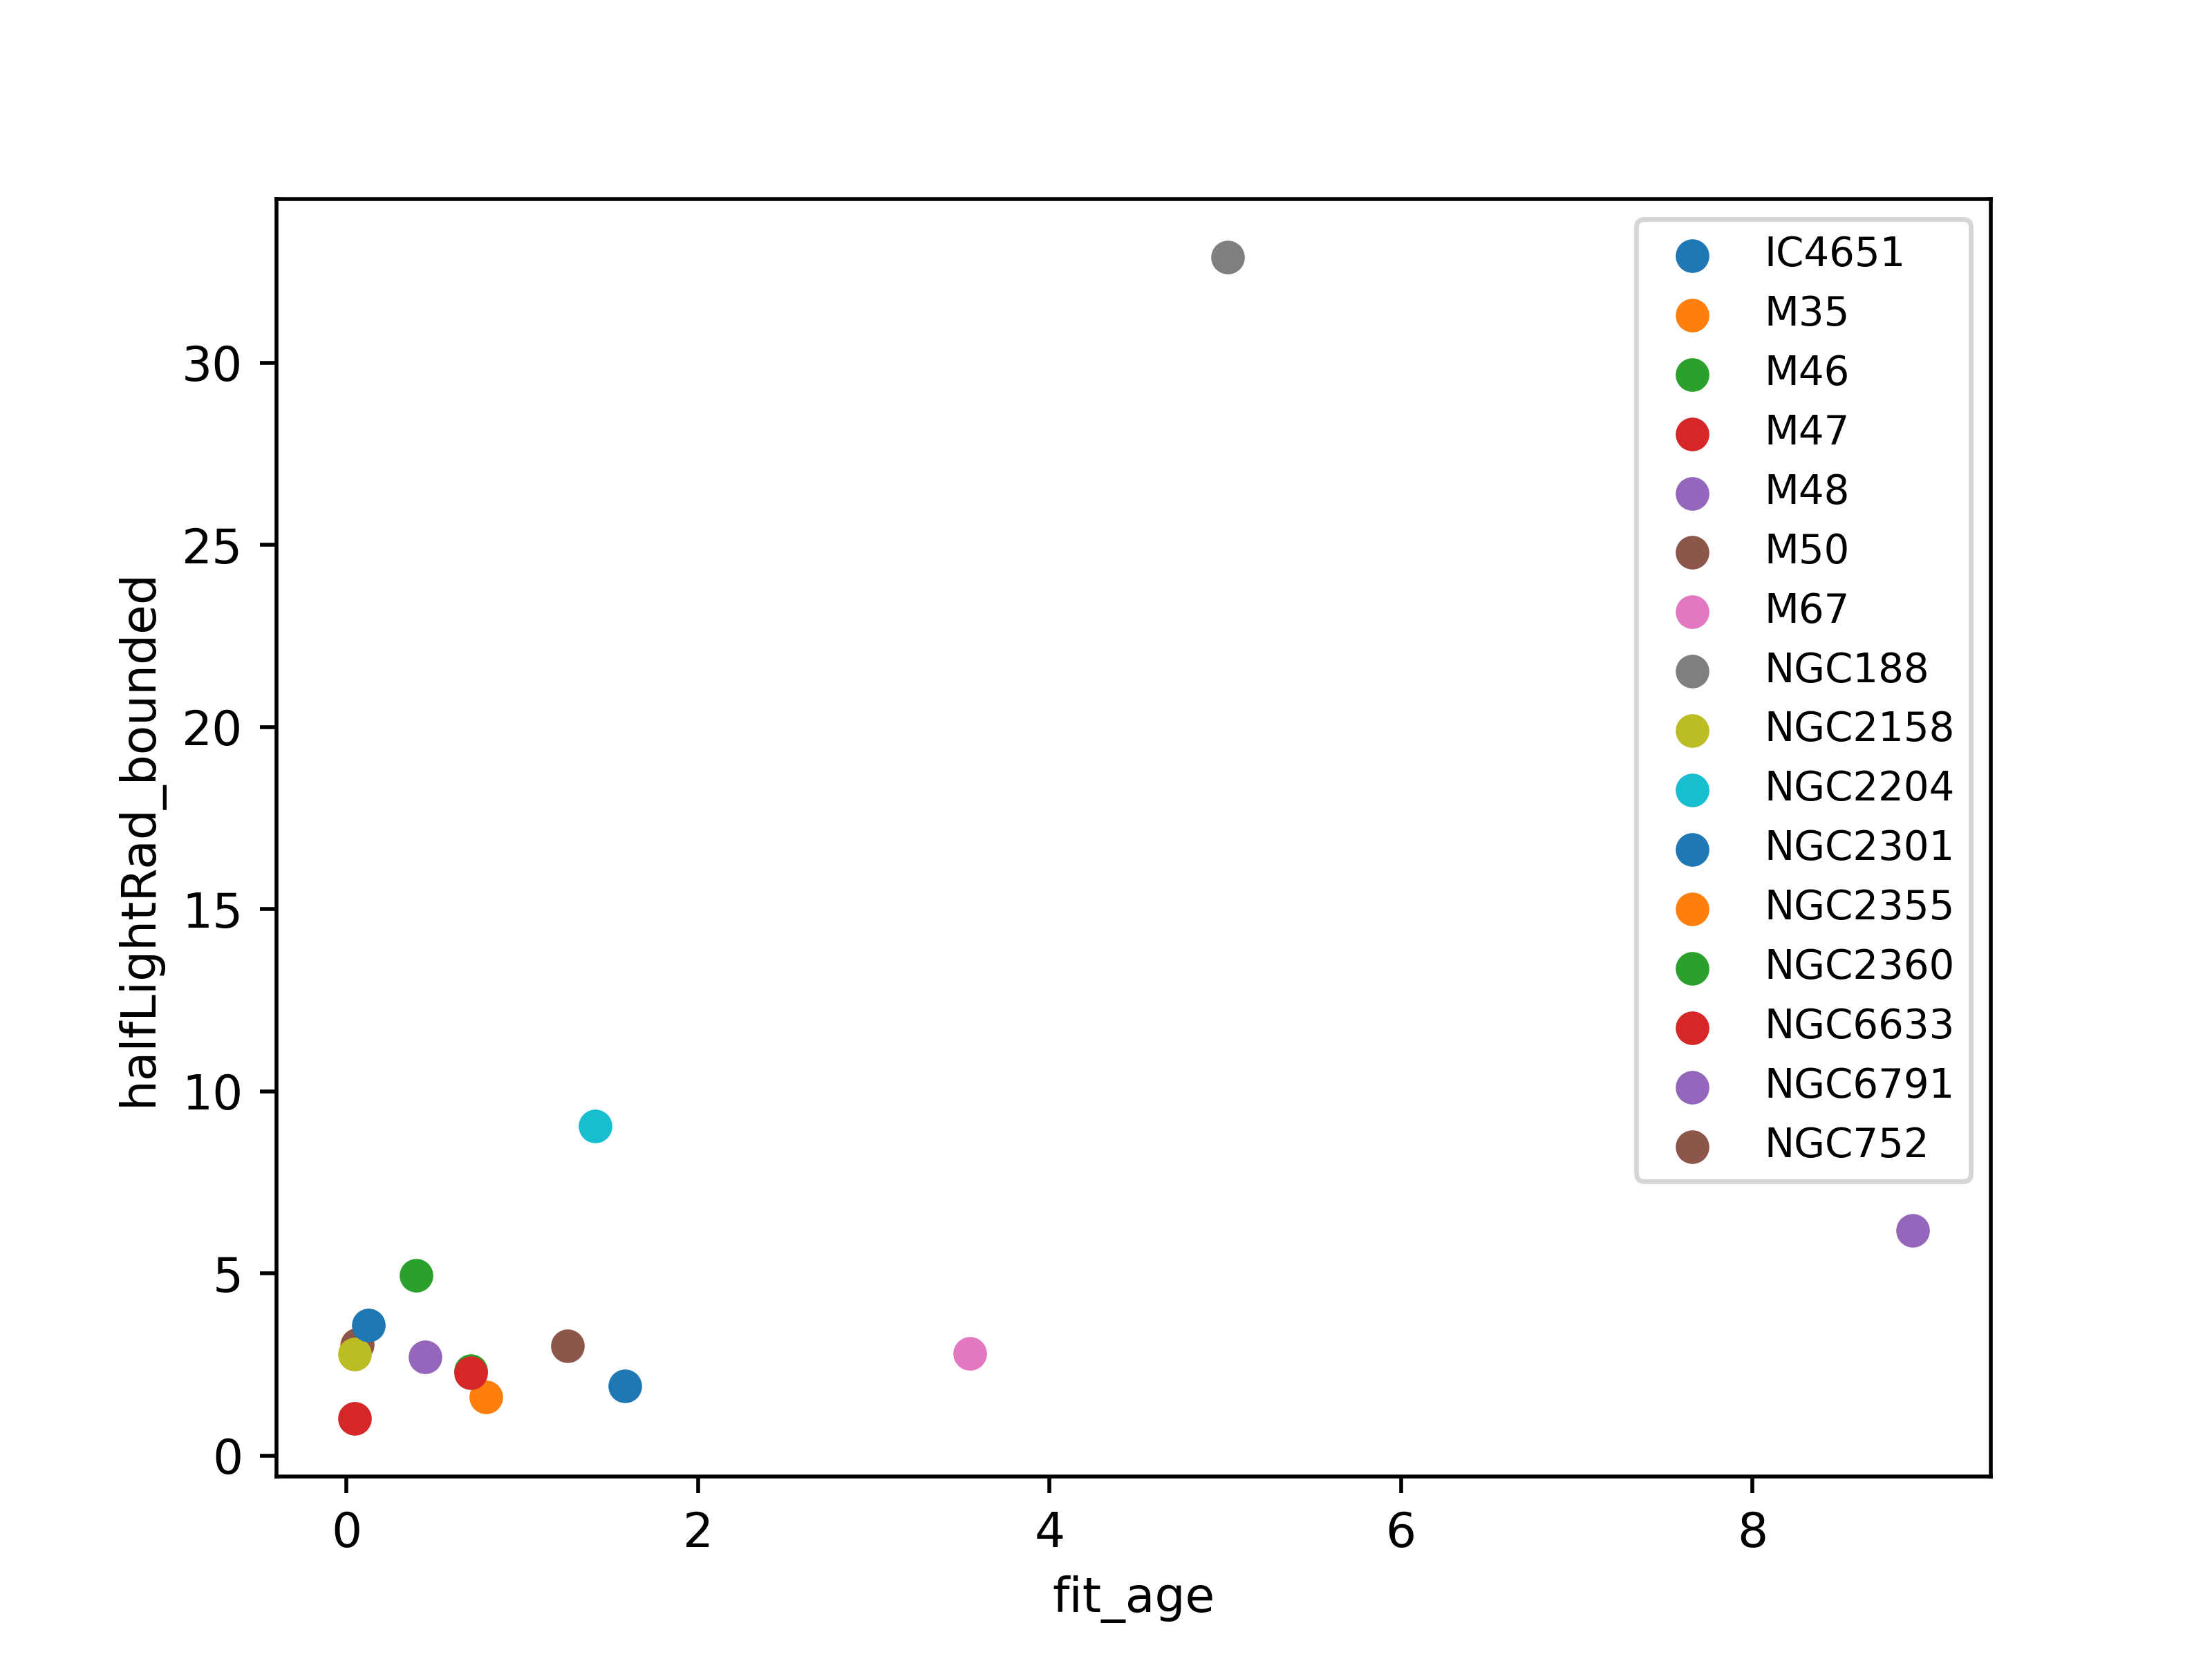 halfLightRad_bounded
30
25
20
15
10
5
0
0 2 4 6 8
fit_age
IC4651
M35
M46
M47
M48
M50
M67
NGC188
NGC2158
NGC2204
NGC2301
NGC2355
NGC2360
NGC6633
NGC6791
NGC752